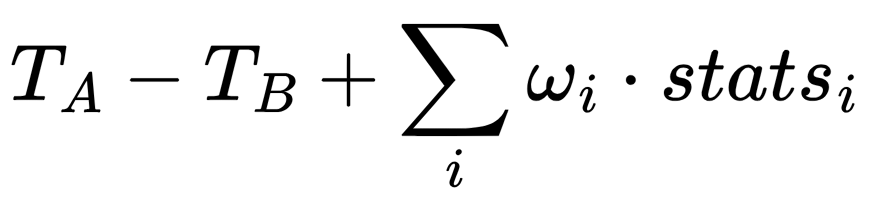 T_A − T_B + ∑_i ω_i · stats_i